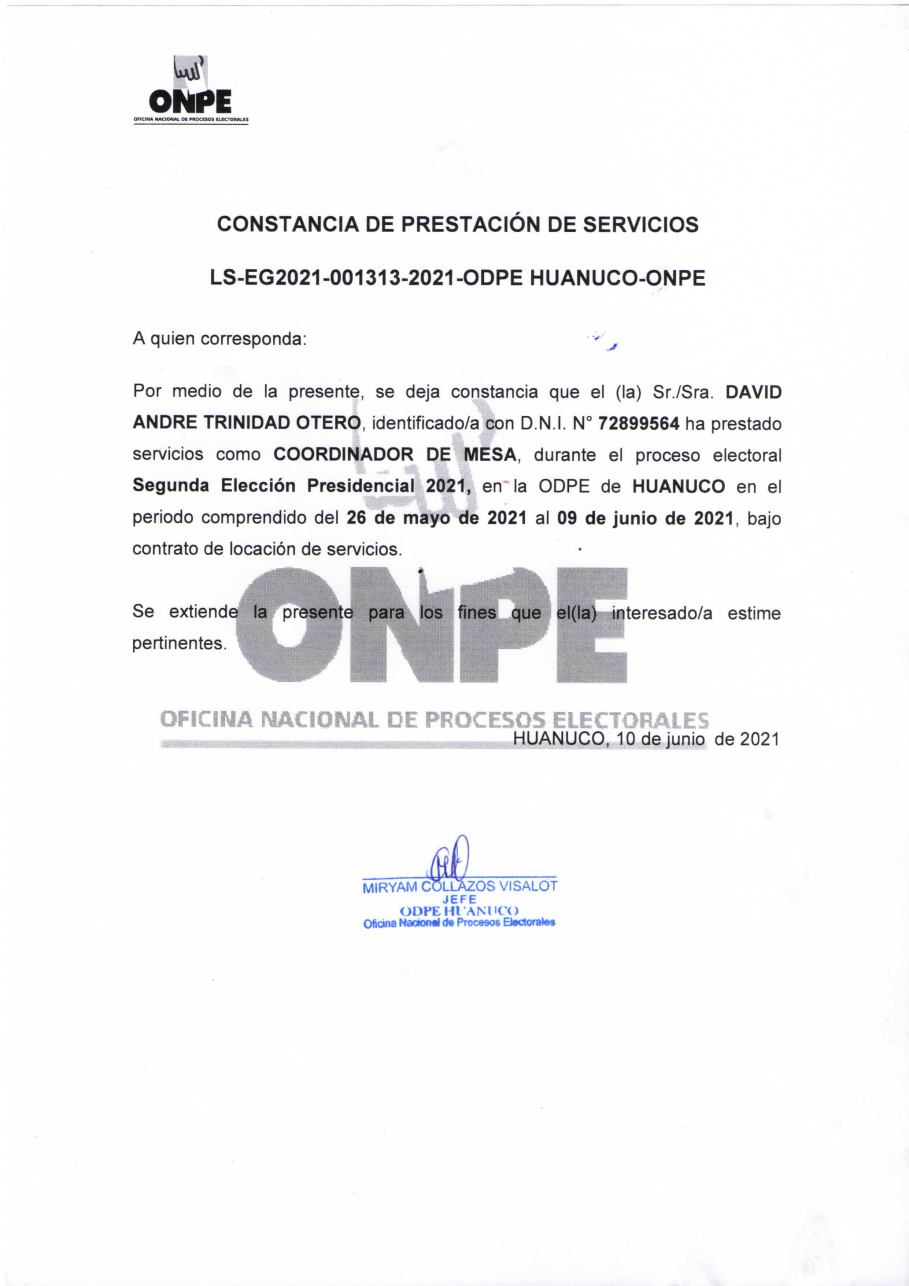 ONPE
OFICINA NACIONAL DE PROCESOS ELECTORALES
CONSTANCIA DE PRESTACIÓN DE SERVICIOS
LS-EG2021-001313-2021-ODPE HUANUCO-ONPE
A quien corresponda:
Por medio de la presente, se deja constancia que el (la) Sr./Sra. DAVID
ANDRE TRINIDAD OTERO, identificado/a con D.N.I. N° 72899564 ha prestado
servicios como COORDINADOR DE MESA, durante el proceso electoral
Segunda Elección Presidencial 2021, en la ODPE de HUANUCO en el
periodo comprendido del 26 de mayo de 2021 al 09 de junio de 2021, bajo
contrato de locación de servicios.
Se extiende la presente para los fines que el(la) interesado/a estime
pertinentes.
ONPE
OFICINA NACIONAL DE PROCESOS ELECTORALES
HUANUCO, 10 de junio de 2021
MIRYAM COLLAZOS VISALOT
JEFE
ODPE HUANUCO
Oficina Nacional de Procesos Electorales